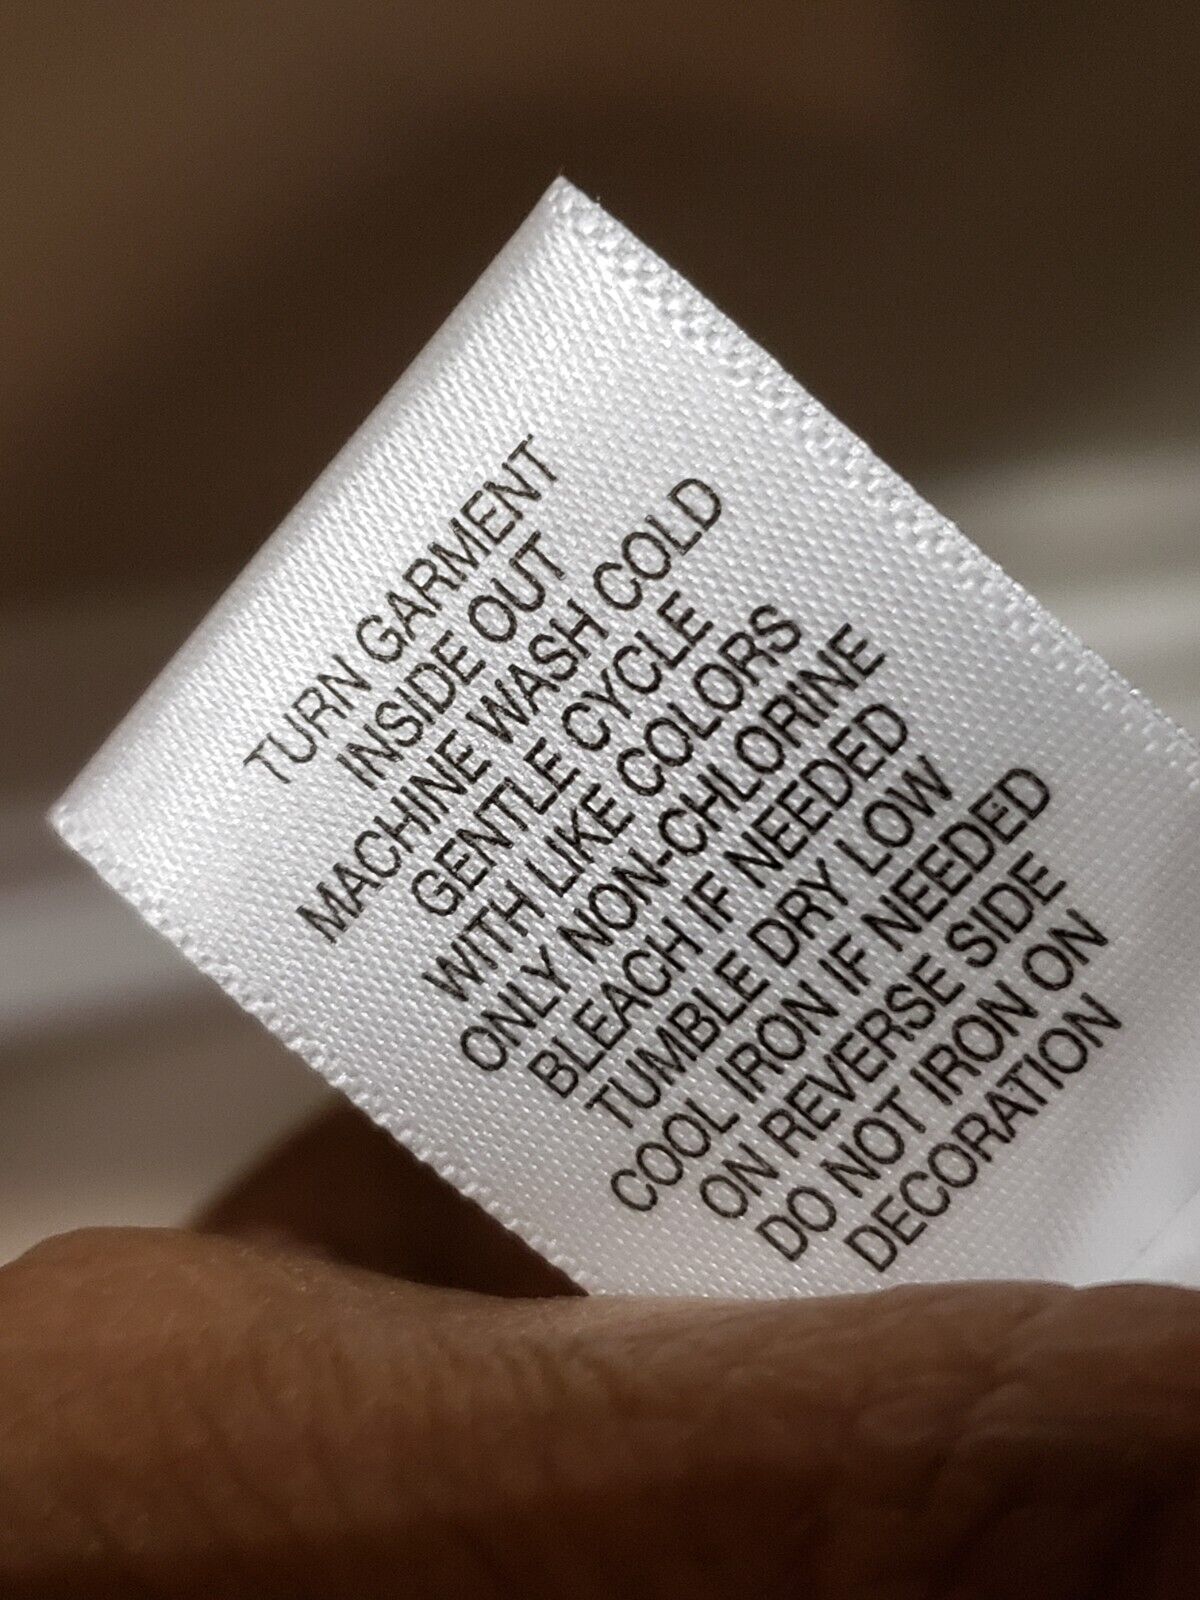 TURN GARMENT
INSIDE OUT
MACHINE WASH COLD
GENTLE CYCLE
WITH LIKE COLORS
ONLY NON-CHLORINE
BLEACH IF NEEDED
TUMBLE DRY LOW
COOL IRON IF NEEDED
ON REVERSE SIDE
DO NOT IRON ON
DECORATION